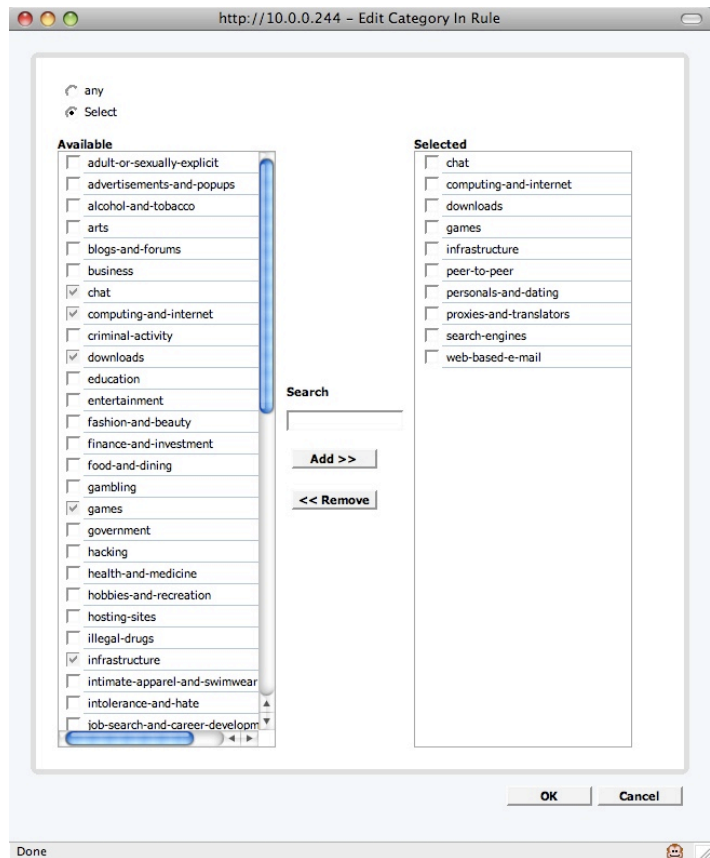 http://10.0.0.244 – Edit Category In Rule
any
Select
Available
adult-or-sexually-explicit
advertisements-and-popups
alcohol-and-tobacco
arts
blogs-and-forums
business
chat
computing-and-internet
criminal-activity
downloads
education
entertainment
fashion-and-beauty
finance-and-investment
food-and-dining
gambling
games
government
hacking
health-and-medicine
hobbies-and-recreation
hosting-sites
illegal-drugs
infrastructure
intimate-apparel-and-swimwear
intolerance-and-hate
job-search-and-career-developm
Search
Add >>
<< Remove
Selected
chat
computing-and-internet
downloads
games
infrastructure
peer-to-peer
personals-and-dating
proxies-and-translators
search-engines
web-based-e-mail
OK Cancel
Done